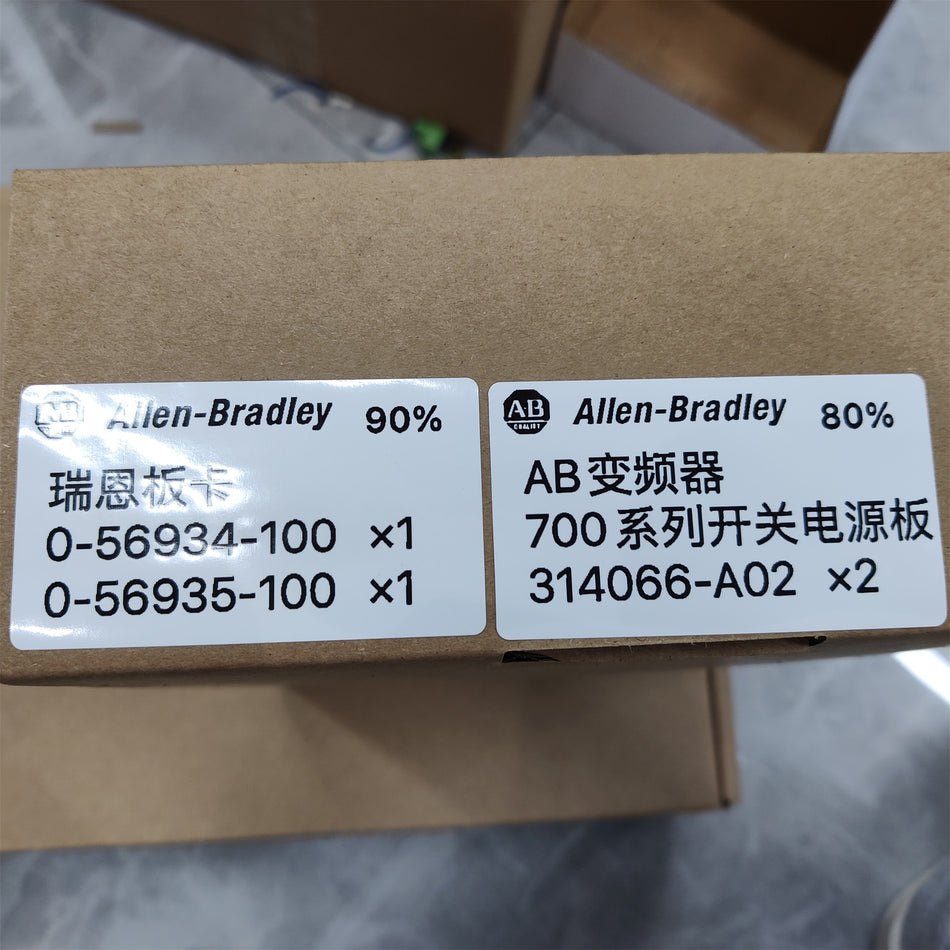 Allen-Bradley 90%
瑞恩板卡
0-56934-100 ×1
0-56935-100 ×1
AB Allen-Bradley 80%
AB变频器
700系列开关电源板
314066-A02 ×2